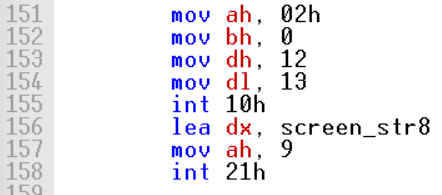 151 mov ah, 02h
152 mov bh, 0
153 mov dh, 12
154 mov dl, 13
155 int 10h
156 lea dx, screen_str8
157 mov ah, 9
158 int 21h
159